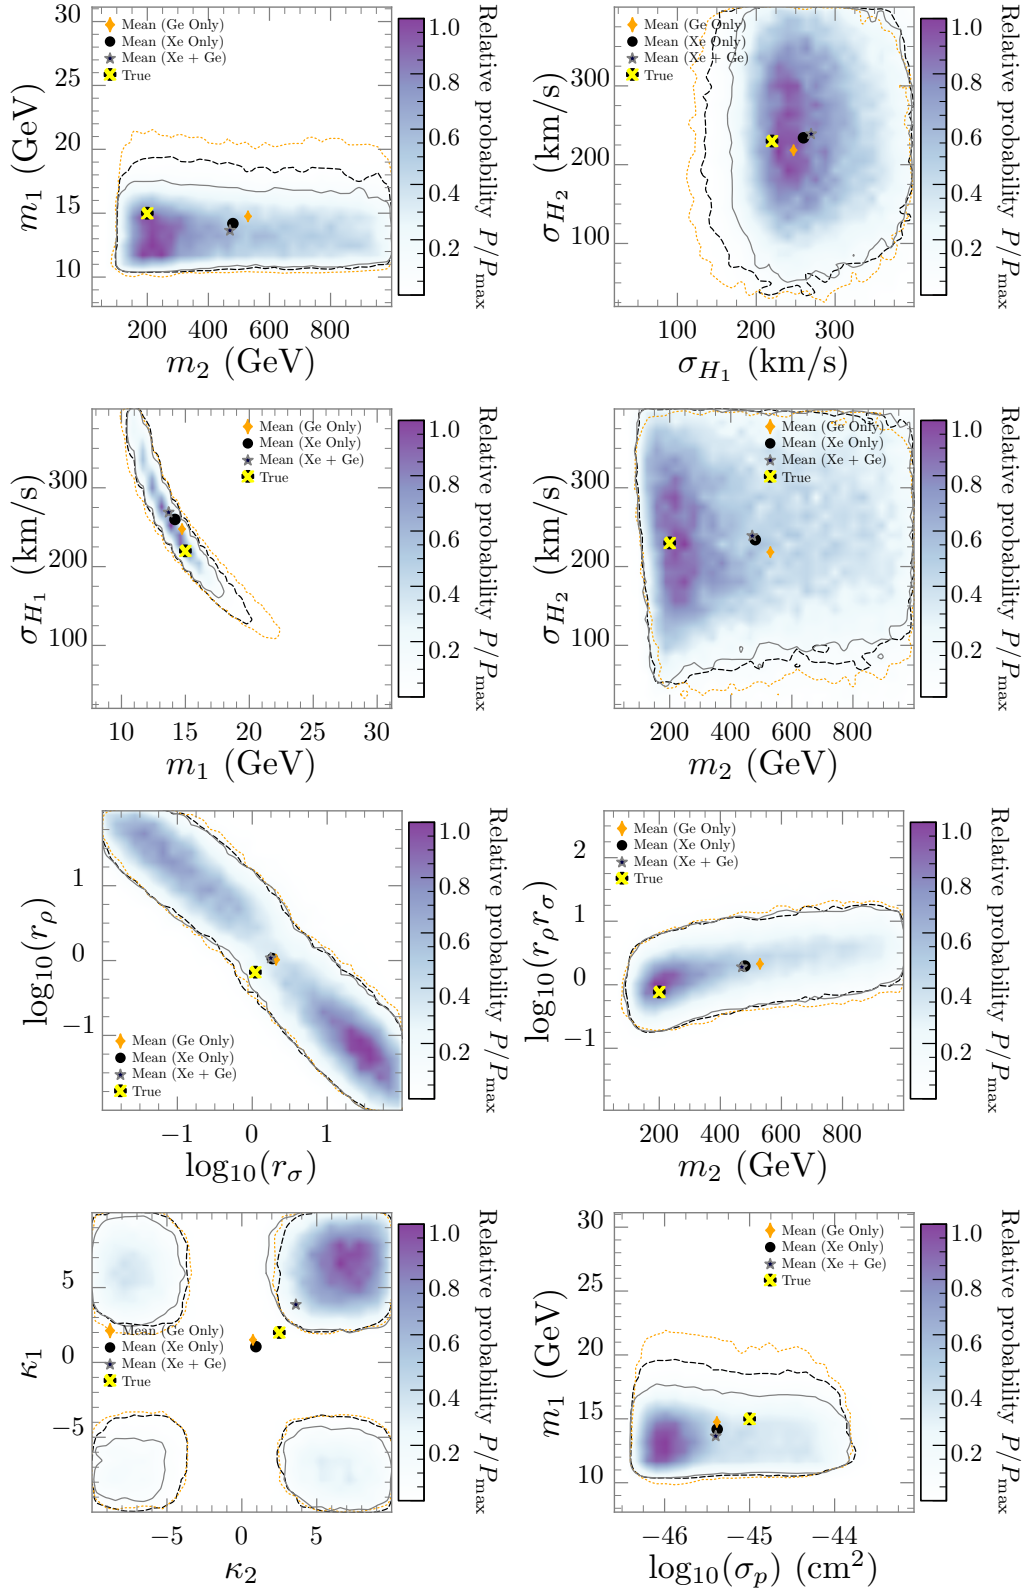 Mean (Ge Only)
Mean (Xe Only)
Mean (Xe + Ge)
True
30
25
20
15
10
m₁ (GeV)
200 400 600 800
m₂ (GeV)
1.0
0.8
0.6
0.4
0.2
Relative probability P/Pmax
Mean (Ge Only)
Mean (Xe Only)
Mean (Xe + Ge)
True
300
200
100
σH₂ (km/s)
100 200 300
σH₁ (km/s)
1.0
0.8
0.6
0.4
0.2
Relative probability P/Pmax
Mean (Ge Only)
Mean (Xe Only)
Mean (Xe + Ge)
True
300
200
100
σH₁ (km/s)
10 15 20 25 30
m₁ (GeV)
1.0
0.8
0.6
0.4
0.2
Relative probability P/Pmax
Mean (Ge Only)
Mean (Xe Only)
Mean (Xe + Ge)
True
300
200
100
σH₂ (km/s)
200 400 600 800
m₂ (GeV)
1.0
0.8
0.6
0.4
0.2
Relative probability P/Pmax
1
0
−1
log10(rρ)
Mean (Ge Only)
Mean (Xe Only)
Mean (Xe + Ge)
True
−1 0 1
log10(rσ)
1.0
0.8
0.6
0.4
0.2
Relative probability P/Pmax
Mean (Ge Only)
Mean (Xe Only)
Mean (Xe + Ge)
True
2
1
0
−1
log10(rρrσ)
200 400 600 800
m₂ (GeV)
1.0
0.8
0.6
0.4
0.2
Relative probability P/Pmax
5
0
−5
κ₁
Mean (Ge Only)
Mean (Xe Only)
Mean (Xe + Ge)
True
−5 0 5
κ₂
1.0
0.8
0.6
0.4
0.2
Relative probability P/Pmax
Mean (Ge Only)
Mean (Xe Only)
Mean (Xe + Ge)
True
30
25
20
15
10
m₁ (GeV)
−46 −45 −44
log10(σp) (cm²)
1.0
0.8
0.6
0.4
0.2
Relative probability P/Pmax